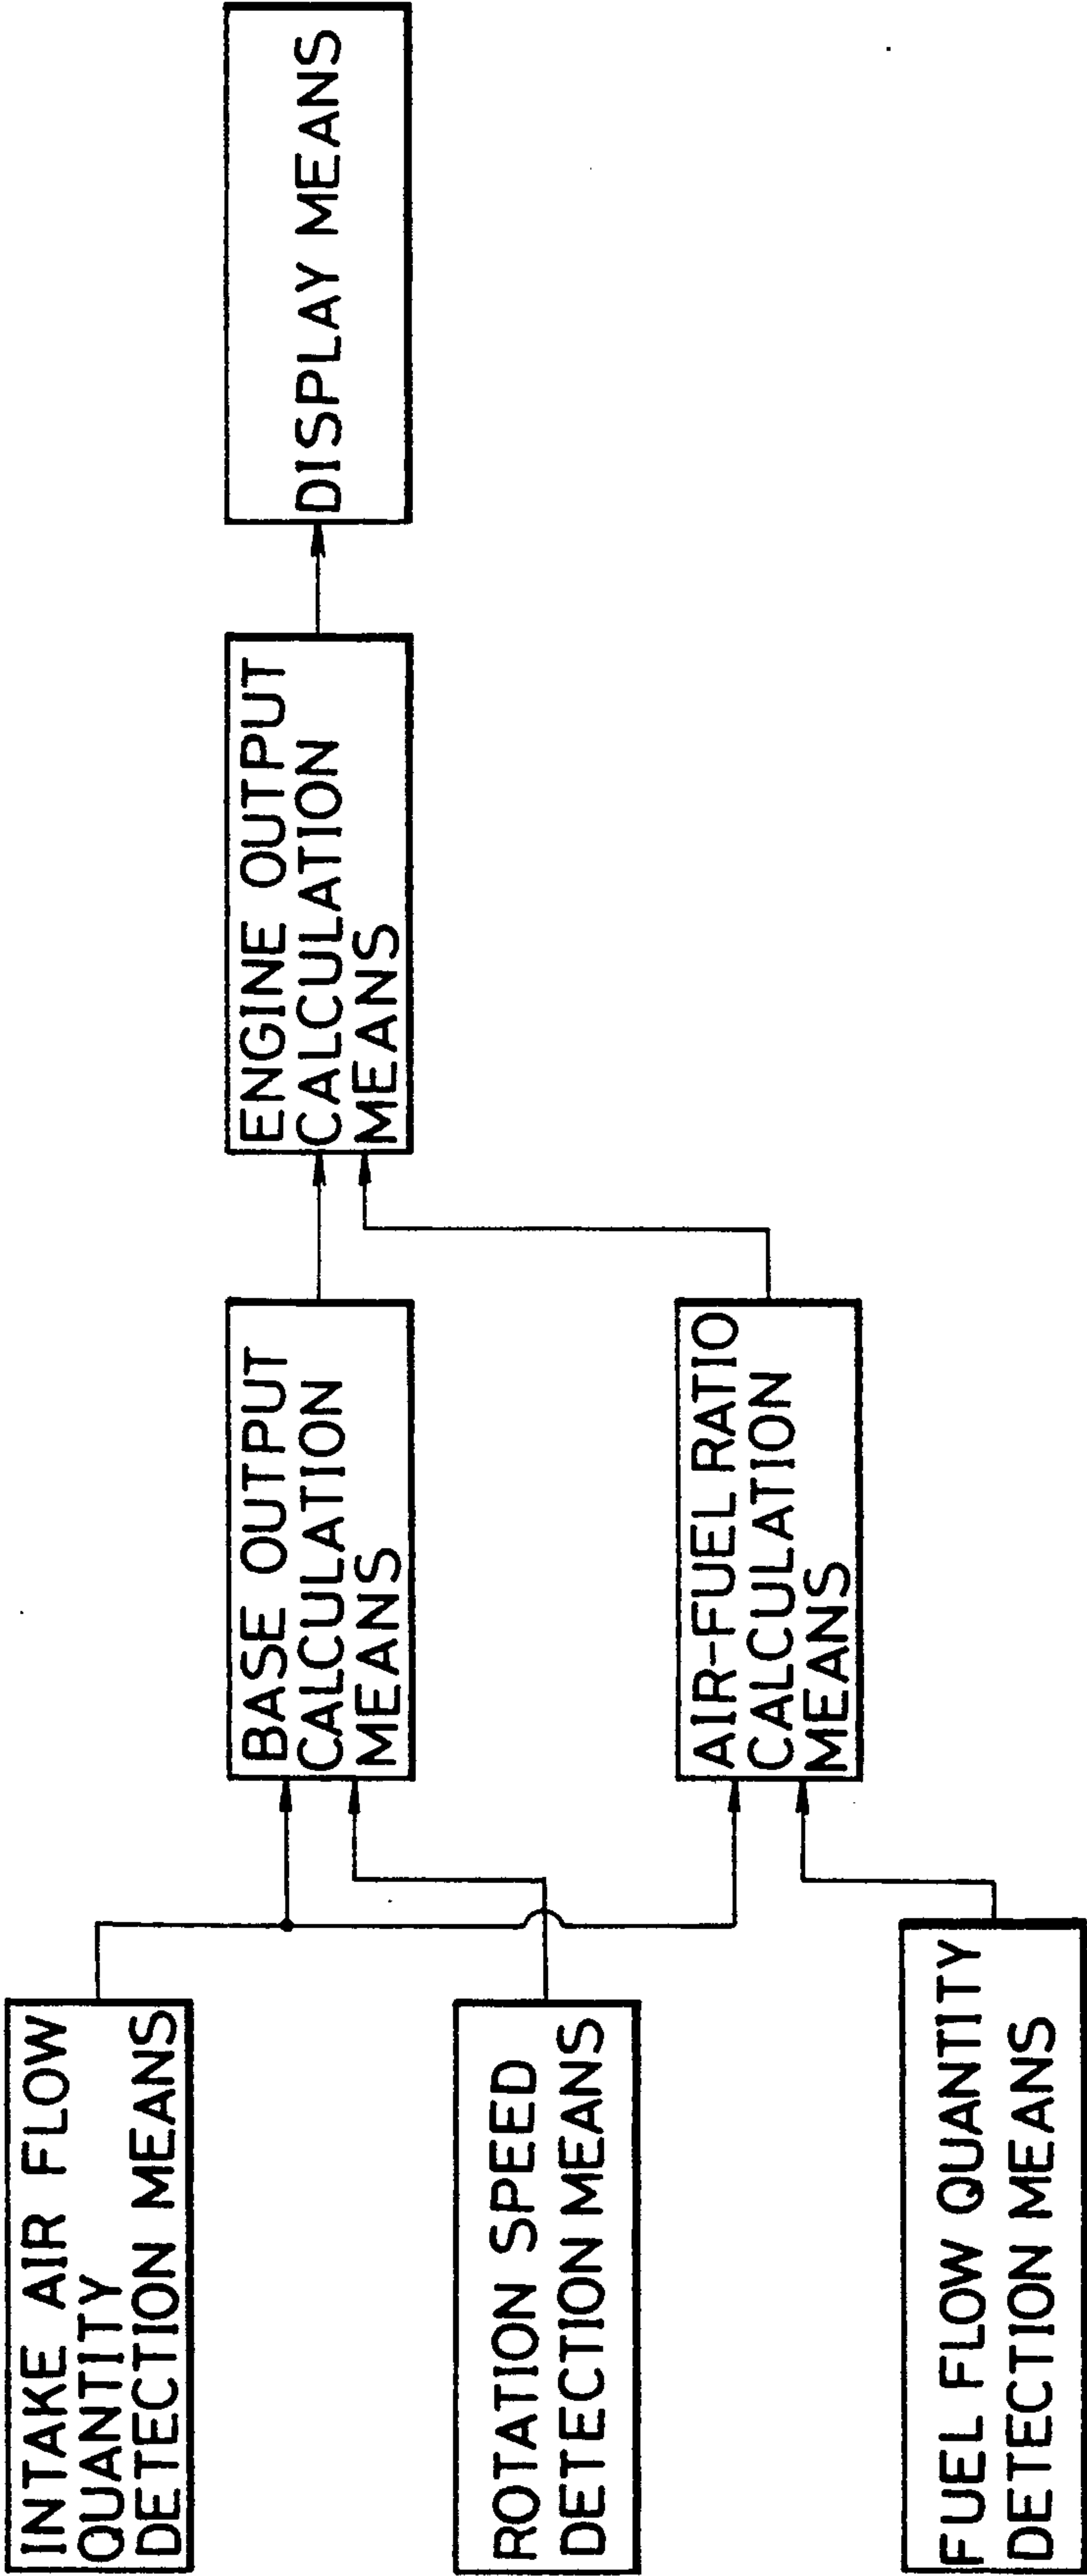 INTAKE AIR FLOW
QUANTITY
DETECTION MEANS
ROTATION SPEED
DETECTION MEANS
FUEL FLOW QUANTITY
DETECTION MEANS
BASE OUTPUT
CALCULATION
MEANS
AIR-FUEL RATIO
CALCULATION
MEANS
ENGINE OUTPUT
CALCULATION
MEANS
DISPLAY MEANS